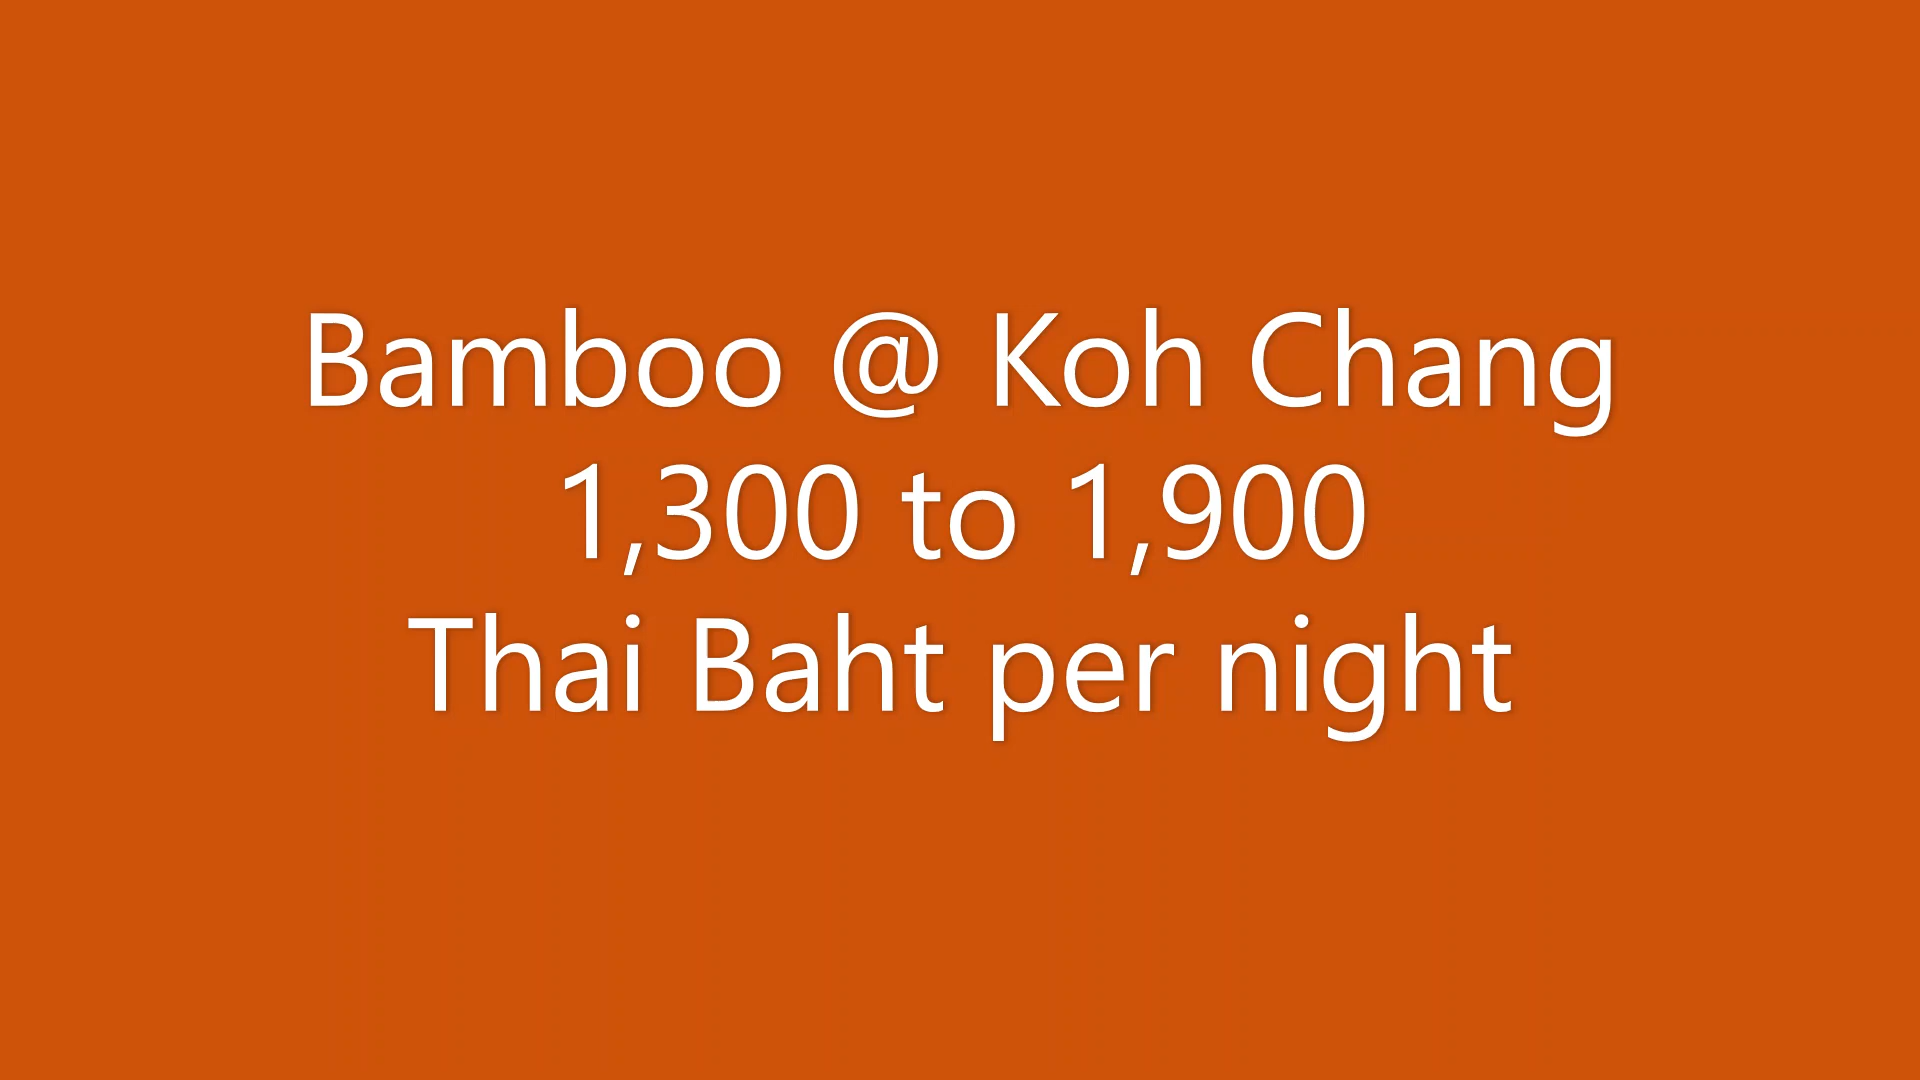 Bamboo @ Koh Chang
1,300 to 1,900
Thai Baht per night